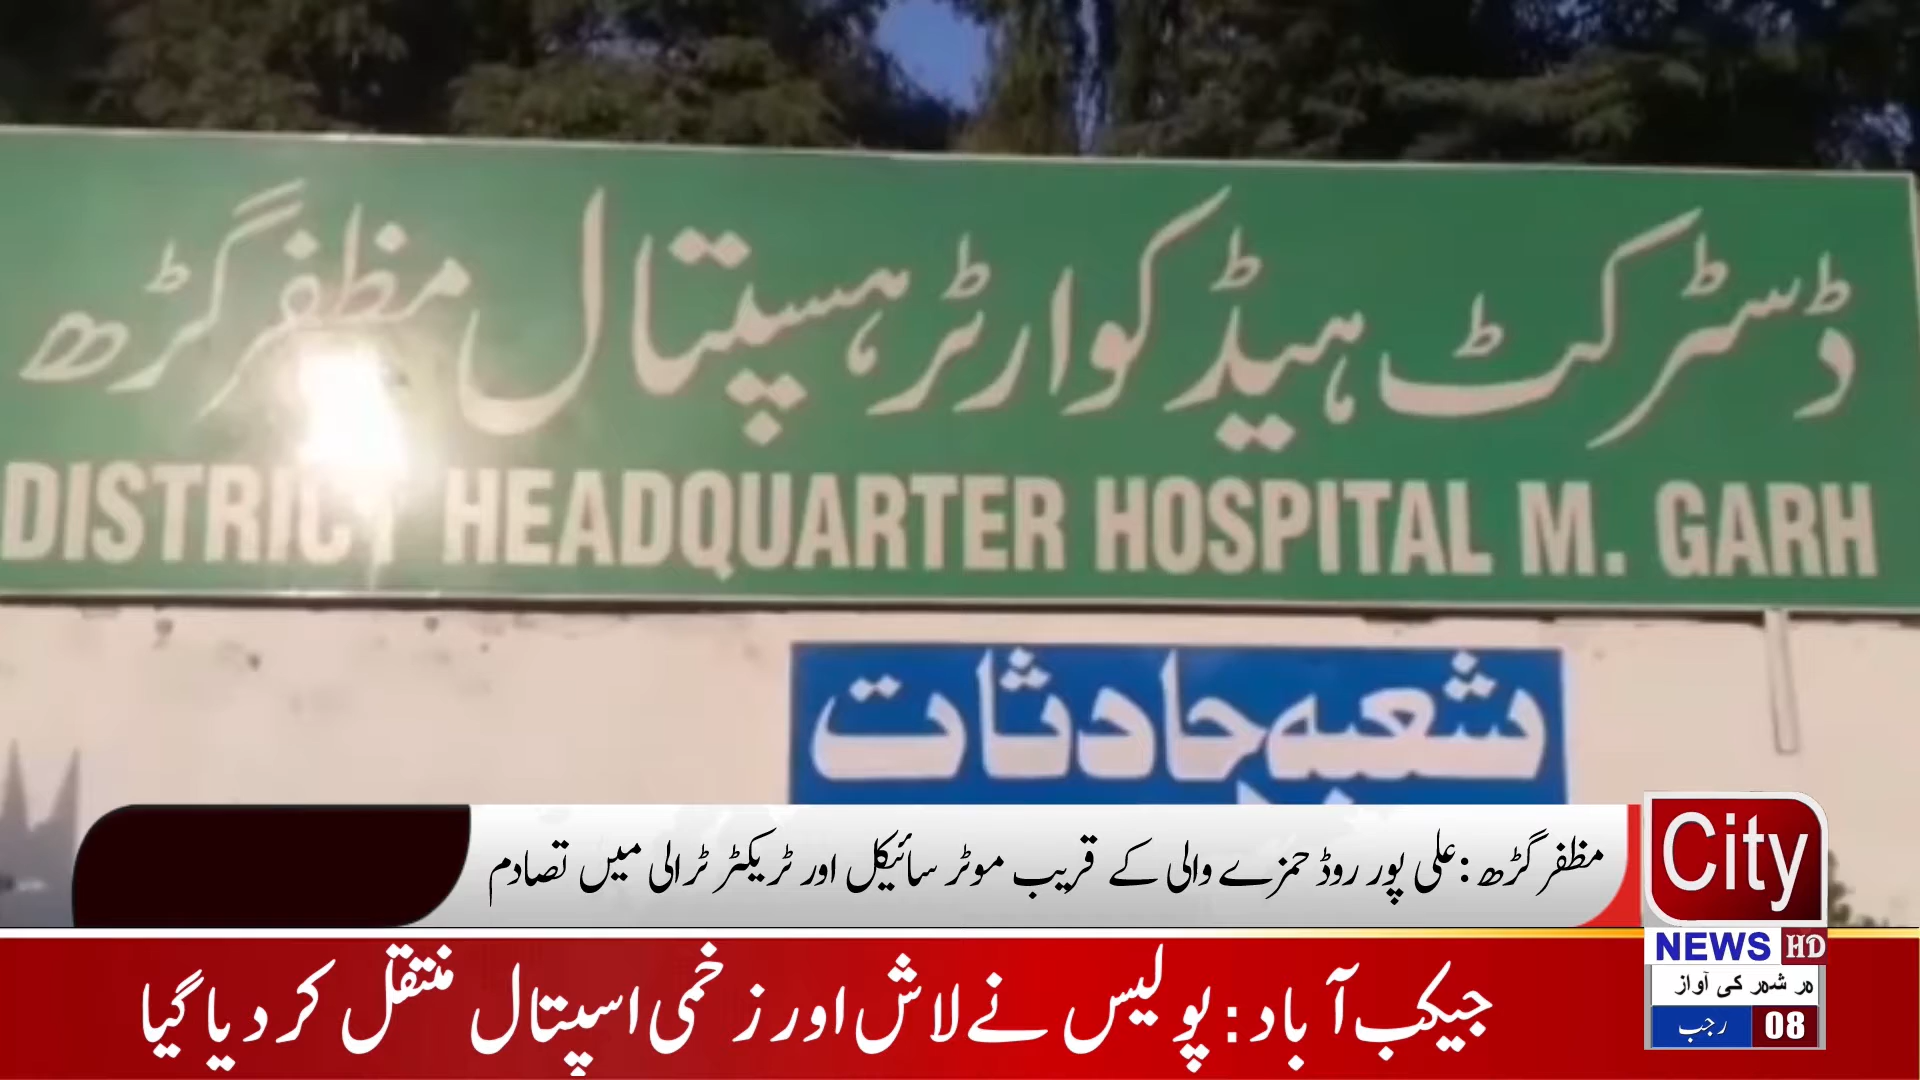 ڈسٹرکٹ ہیڈ کوارٹر ہسپتال مظفر گڑھ
DISTRICT HEADQUARTER HOSPITAL M. GARH
شعبہ حادثات
مظفر گڑھ : علی پور روڈ حمزے والی کے قریب موٹر سائیکل اور ٹریکٹر ٹرالی میں تصادم
City
NEWS HD
ہر شہر کی آواز
08 رجب
جیکب آباد : پولیس نے لاش اور زخمی اسپتال منتقل کر دیا گیا